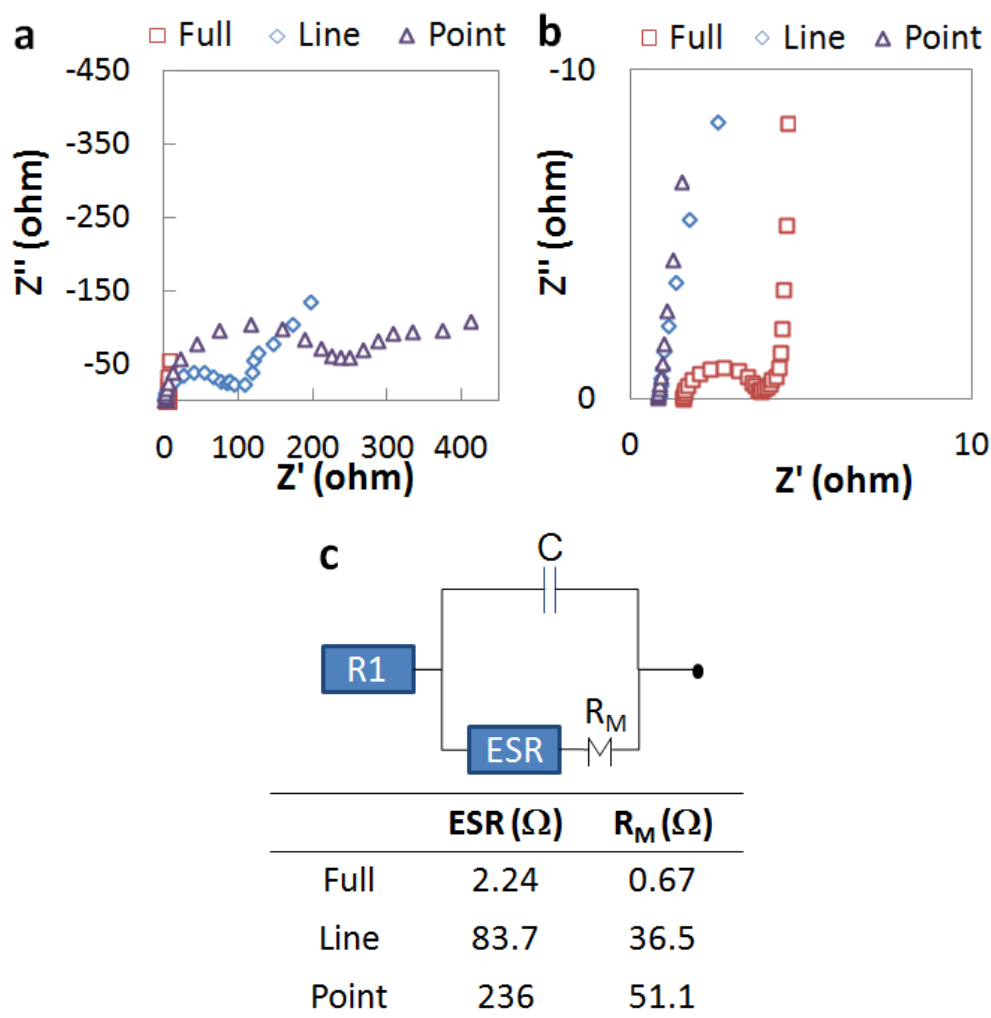 a
□ Full ◇ Line △ Point
-450
-350
-250
-150
-50
Z'' (ohm)
0 100 200 300 400
Z' (ohm)
b
□ Full ◇ Line △ Point
-10
0
Z'' (ohm)
0 10
Z' (ohm)
c
C
R1
R_M
ESR
ESR (Ω) R_M (Ω)
Full 2.24 0.67
Line 83.7 36.5
Point 236 51.1